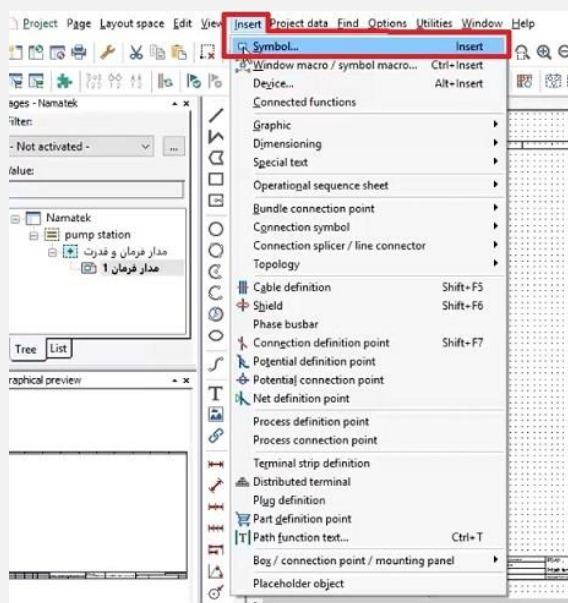 Project Page Layout space Edit View Insert Project data Find Options Utilities Window Help
ages - Namatek
ilter:
- Not activated -
...
alue:
Namatek
pump station
مدار فرمان و قدرت
مدار فرمان 1
Tree List
raphical preview
Symbol... Insert
Window macro / symbol macro... Ctrl+Insert
Device... Alt+Insert
Connected functions
Graphic
Dimensioning
Special text
Operational sequence sheet
Bundle connection point
Connection symbol
Connection splicer / line connector
Topology
Cable definition Shift+F5
Shield Shift+F6
Phase busbar
Connection definition point Shift+F7
Potential definition point
Potential connection point
Net definition point
Process definition point
Process connection point
Terminal strip definition
Distributed terminal
Plug definition
Part definition point
Path function text... Ctrl+T
Box / connection point / mounting panel
Placeholder object